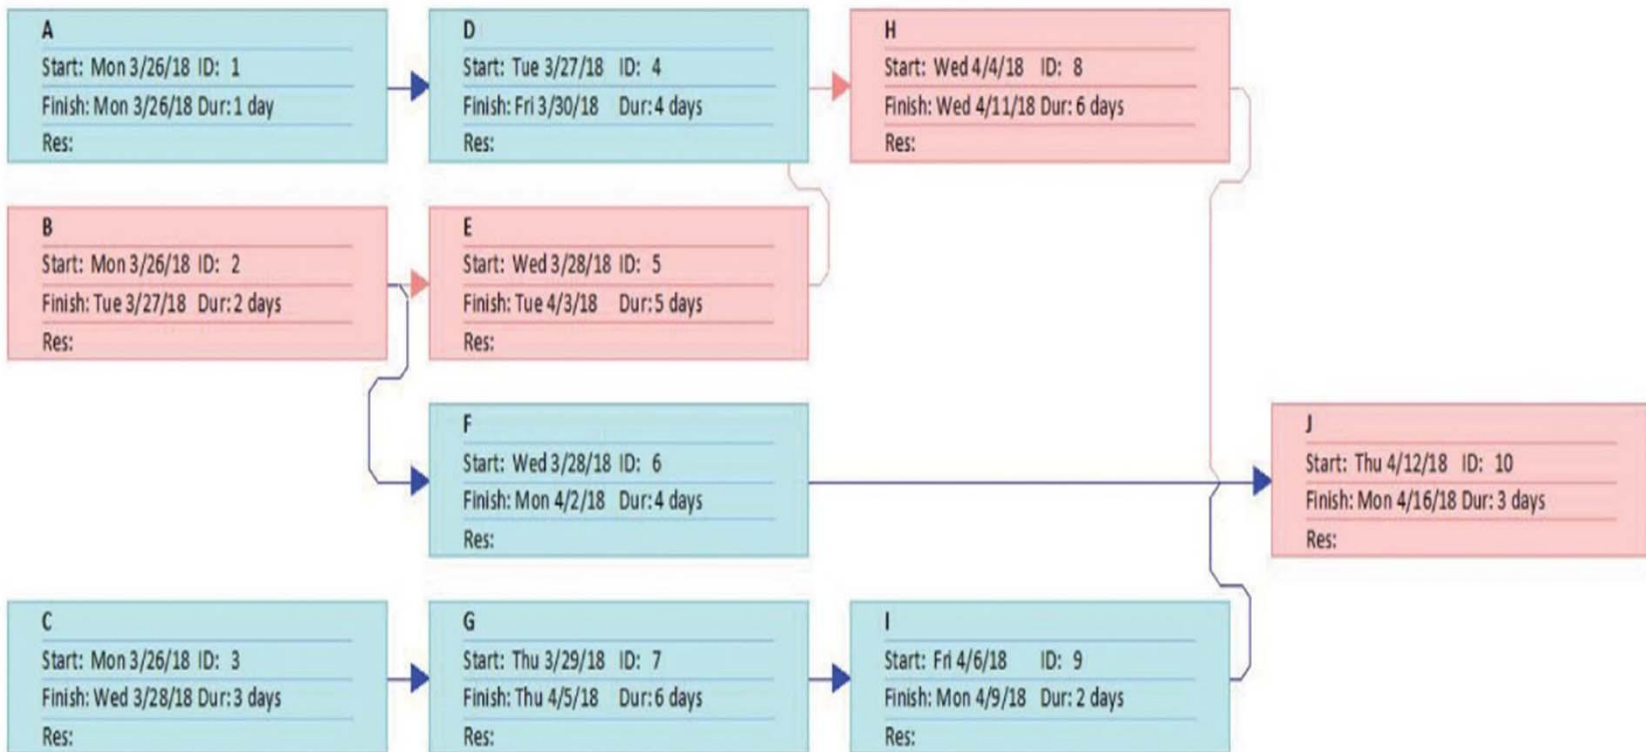 A
Start: Mon 3/26/18 ID: 1
Finish: Mon 3/26/18 Dur: 1 day
Res:
D
Start: Tue 3/27/18 ID: 4
Finish: Fri 3/30/18 Dur: 4 days
Res:
H
Start: Wed 4/4/18 ID: 8
Finish: Wed 4/11/18 Dur: 6 days
Res:
B
Start: Mon 3/26/18 ID: 2
Finish: Tue 3/27/18 Dur: 2 days
Res:
E
Start: Wed 3/28/18 ID: 5
Finish: Tue 4/3/18 Dur: 5 days
Res:
F
Start: Wed 3/28/18 ID: 6
Finish: Mon 4/2/18 Dur: 4 days
Res:
J
Start: Thu 4/12/18 ID: 10
Finish: Mon 4/16/18 Dur: 3 days
Res:
C
Start: Mon 3/26/18 ID: 3
Finish: Wed 3/28/18 Dur: 3 days
Res:
G
Start: Thu 3/29/18 ID: 7
Finish: Thu 4/5/18 Dur: 6 days
Res:
I
Start: Fri 4/6/18 ID: 9
Finish: Mon 4/9/18 Dur: 2 days
Res: